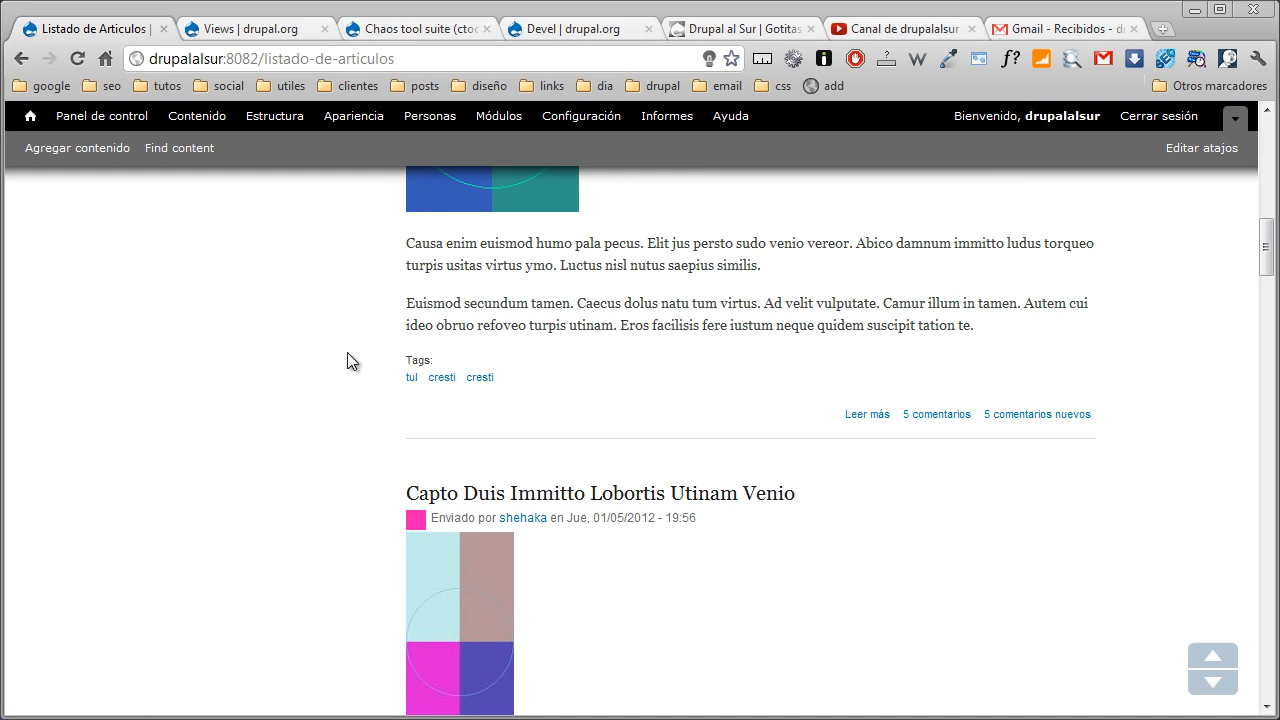 Listado de Articulos |
Views | drupal.org
Chaos tool suite (ctoc
Devel | drupal.org
Drupal al Sur | Gotitas
Canal de drupalalsur
Gmail - Recibidos - d
drupalalsur:8082/listado-de-articulos
google
seo
tutos
social
utiles
clientes
posts
diseño
links
dia
drupal
email
css
add
Otros marcadores
Panel de control
Contenido
Estructura
Apariencia
Personas
Módulos
Configuración
Informes
Ayuda
Bienvenido, drupalalsur
Cerrar sesión
Agregar contenido
Find content
Editar atajos
Causa enim euismod humo pala pecus. Elit jus persto sudo venio vereor. Abico damnum immitto ludus torqueo
turpis usitas virtus ymo. Luctus nisl nutus saepius similis.
Euismod secundum tamen. Caecus dolus natu tum virtus. Ad velit vulputate. Camur illum in tamen. Autem cui
ideo obruo refoveo turpis utinam. Eros facilisis fere iustum neque quidem suscipit tation te.
Tags:
tul cresti cresti
Leer más 5 comentarios 5 comentarios nuevos
Capto Duis Immitto Lobortis Utinam Venio
Enviado por shehaka en Jue, 01/05/2012 - 19:56